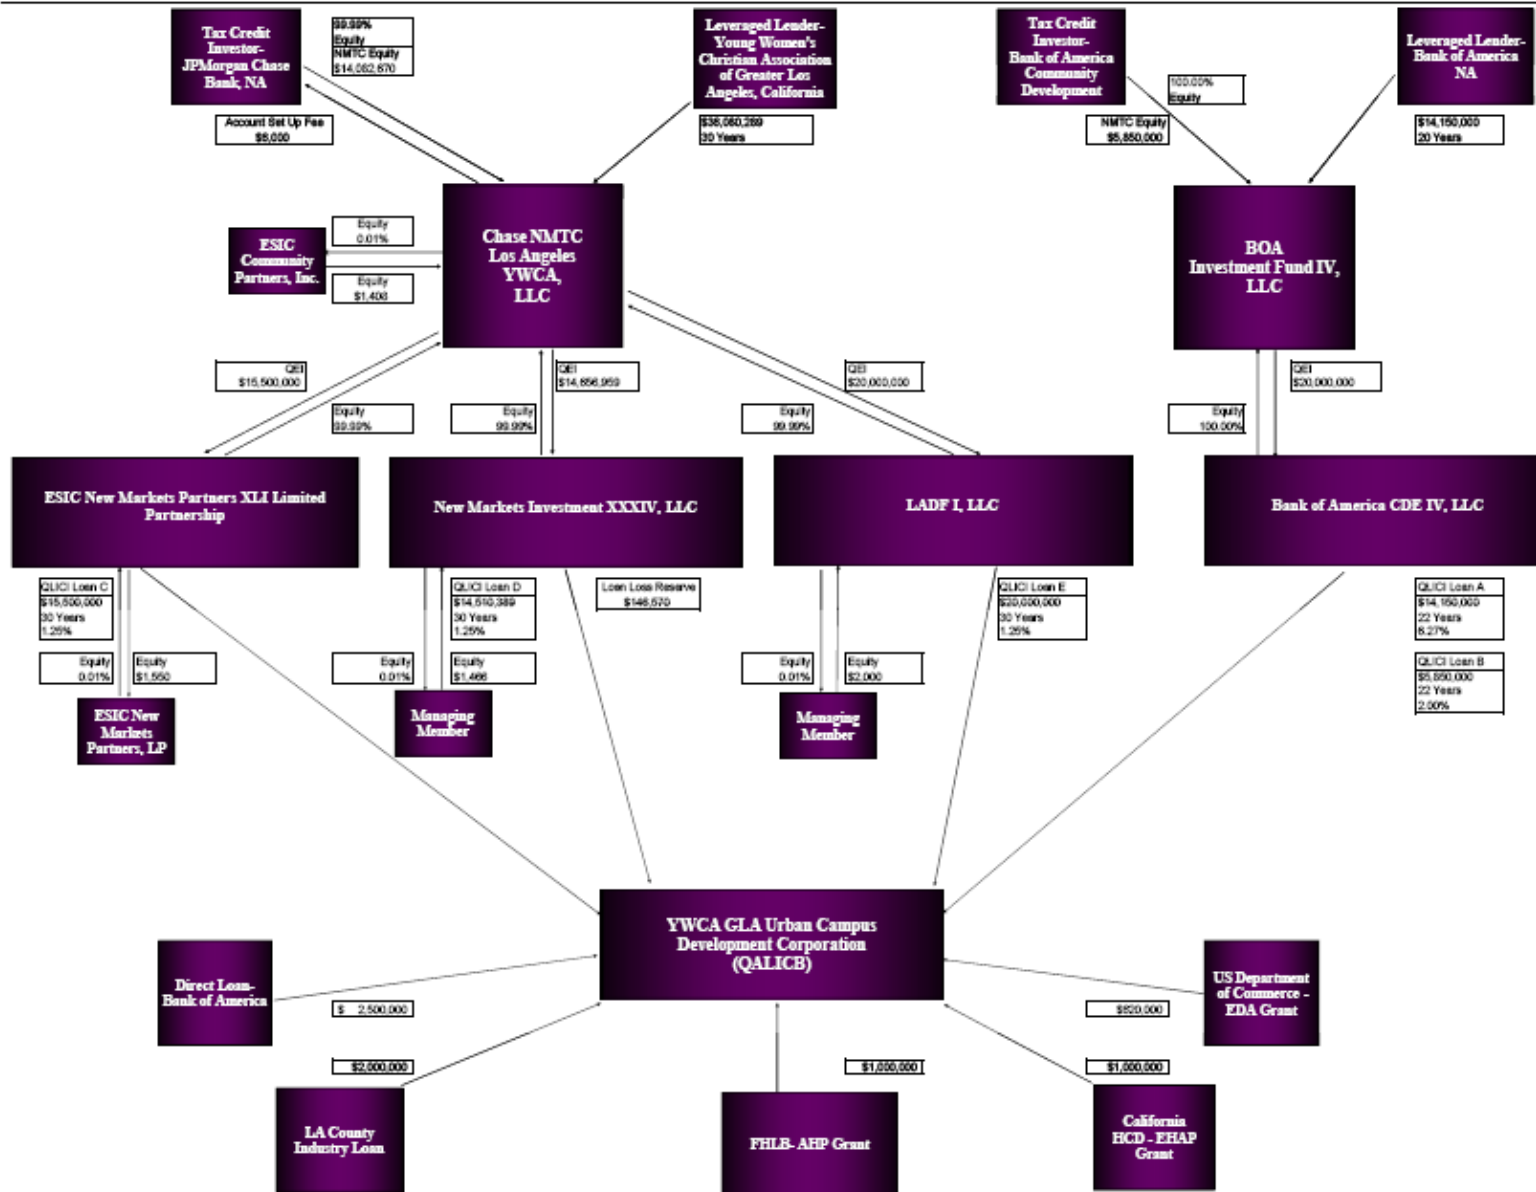 Tax Credit
Investor-
JPMorgan Chase
Bank, NA
99.99%
Equity
NMTC Equity
$14,082,670
Account Set Up Fee
$6,000
Leveraged Lender-
Young Women's
Christian Association
of Greater Los
Angeles, California
30 Years
Tax Credit
Investor-
Bank of America
Community
Development
100.00%
Equity
NMTC Equity
$5,850,000
Leveraged Lender-
Bank of America
NA
$14,150,000
20 Years
ESIC
Community
Partners, Inc.
Equity
0.01%
Equity
$1,408
Chase NMTC
Los Angeles
YWCA,
LLC
BOA
Investment Fund IV,
LLC
QEI
$15,500,000
Equity
99.99%
Equity
99.99%
QEI
$14,656,959
Equity
99.99%
QEI
$20,000,000
Equity
100.00%
QEI
$20,000,000
ESIC New Markets Partners XLI Limited
Partnership
New Markets Investment XXXIV, LLC
LADF I, LLC
Bank of America CDE IV, LLC
QLICI Loan C
$15,500,000
30 Years
1.25%
Equity
0.01%
Equity
$1,550
ESIC New
Markets
Partners, LP
QLICI Loan D
$14,510,389
30 Years
1.25%
Equity
0.01%
Equity
$1,466
Managing
Member
Loan Loss Reserve
$146,570
QLICI Loan E
$20,000,000
30 Years
1.25%
Equity
0.01%
Equity
$2,000
Managing
Member
QLICI Loan A
$14,150,000
22 Years
6.27%
QLICI Loan B
$5,850,000
22 Years
2.00%
YWCA GLA Urban Campus
Development Corporation
(QALICB)
Direct Loan-
Bank of America
$ 2,500,000
LA County
Industry Loan
$2,000,000
FHLB- AHP Grant
$1,000,000
California
HCD - EHAP
Grant
$1,000,000
US Department
of Commerce -
EDA Grant
$620,000